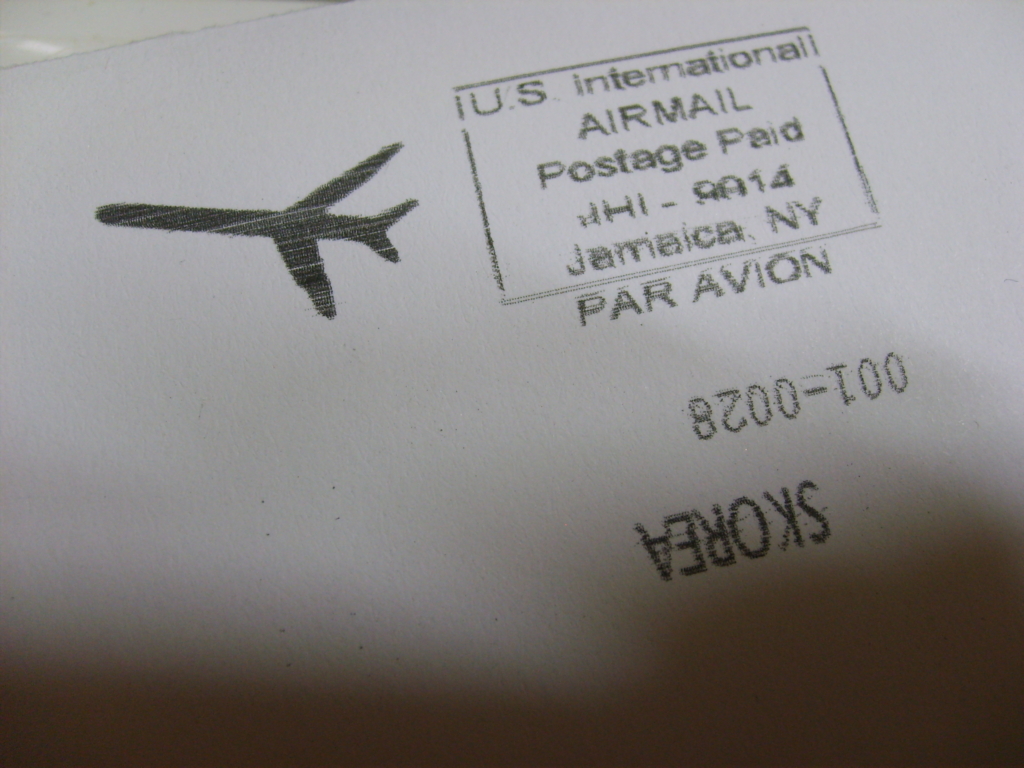 U.S. international
AIRMAIL
Postage Paid
JHI - 9014
Jamaica, NY
PAR AVION
001-0028
SKOREA